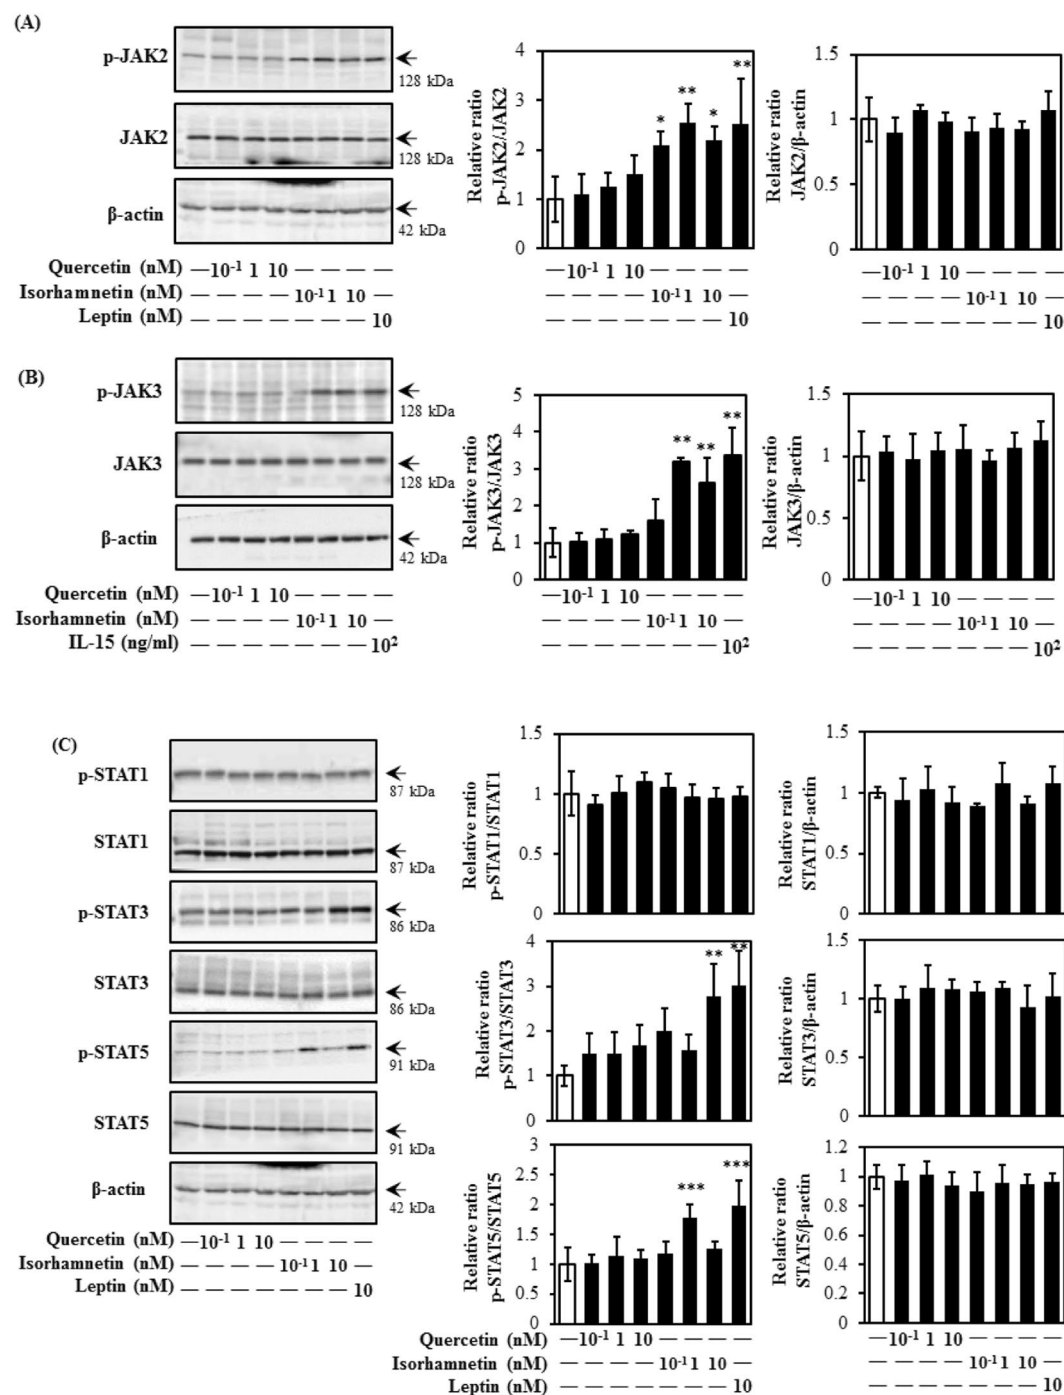 (A)
p-JAK2
128 kDa
JAK2
128 kDa
β-actin
42 kDa
Quercetin (nM) — 10⁻¹ 1 10 — — — —
Isorhamnetin (nM) — — — — 10⁻¹ 1 10 —
Leptin (nM) — — — — — — — 10
Relative ratio
p-JAK2/JAK2
4
3
2
1
0
* ** * **
— 10⁻¹ 1 10 — — — —
— — — — 10⁻¹ 1 10 —
— — — — — — — 10
Relative ratio
JAK2/β-actin
1.5
1
0.5
0
— 10⁻¹ 1 10 — — — —
— — — — 10⁻¹ 1 10 —
— — — — — — — 10
(B)
p-JAK3
128 kDa
JAK3
128 kDa
β-actin
42 kDa
Quercetin (nM) — 10⁻¹ 1 10 — — — —
Isorhamnetin (nM) — — — — 10⁻¹ 1 10 —
IL-15 (ng/ml) — — — — — — — 10²
Relative ratio
p-JAK3/JAK3
5
4
3
2
1
0
** ** **
— 10⁻¹ 1 10 — — — —
— — — — 10⁻¹ 1 10 —
— — — — — — — 10²
Relative ratio
JAK3/β-actin
1.5
1
0.5
0
— 10⁻¹ 1 10 — — — —
— — — — 10⁻¹ 1 10 —
— — — — — — — 10²
(C)
p-STAT1
87 kDa
STAT1
87 kDa
p-STAT3
86 kDa
STAT3
86 kDa
p-STAT5
91 kDa
STAT5
91 kDa
β-actin
42 kDa
Quercetin (nM) — 10⁻¹ 1 10 — — — —
Isorhamnetin (nM) — — — — 10⁻¹ 1 10 —
Leptin (nM) — — — — — — — 10
Relative ratio
p-STAT1/STAT1
1.5
1
0.5
0
Relative ratio
STAT1/β-actin
1.5
1
0.5
0
Relative ratio
p-STAT3/STAT3
4
3
2
1
0
** **
Relative ratio
STAT3/β-actin
1.5
1
0.5
0
Relative ratio
p-STAT5/STAT5
3
2.5
2
1.5
1
0.5
0
*** ***
Relative ratio
STAT5/β-actin
1.2
1
0.8
0.6
0.4
0.2
0
Quercetin (nM) — 10⁻¹ 1 10 — — — —
Isorhamnetin (nM) — — — — 10⁻¹ 1 10 —
Leptin (nM) — — — — — — — 10
— 10⁻¹ 1 10 — — — —
— — — — 10⁻¹ 1 10 —
— — — — — — — 10